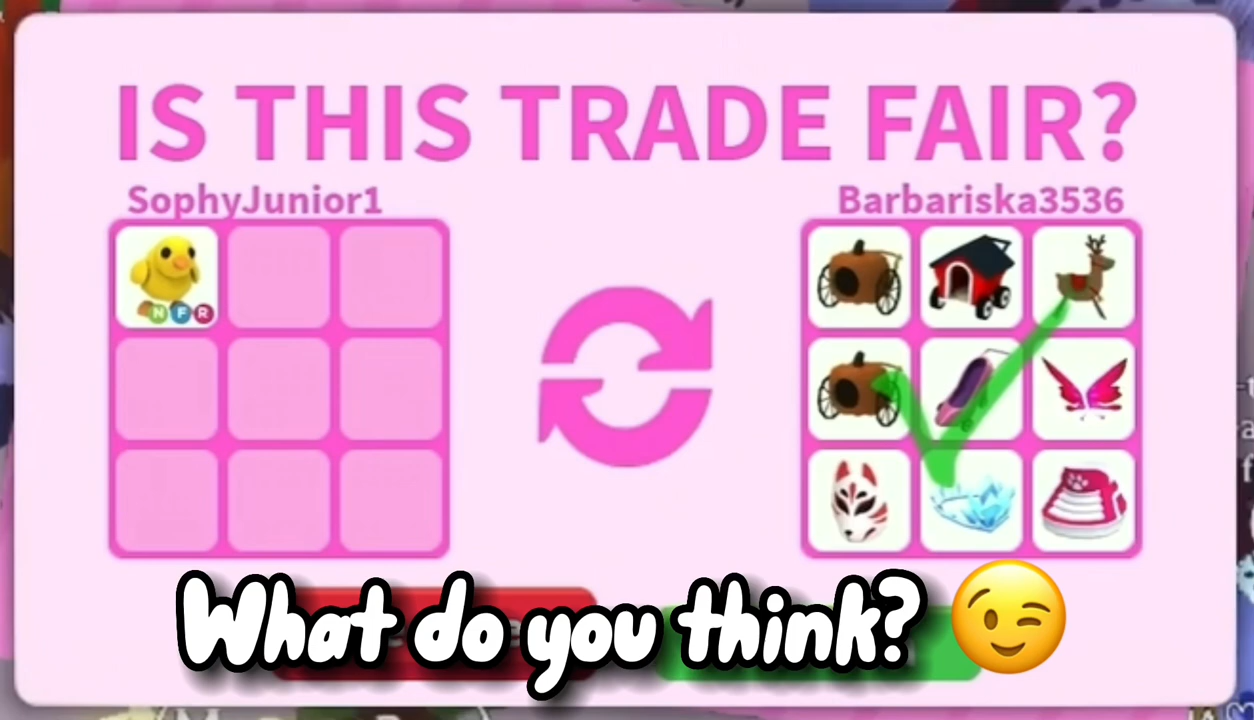 IS THIS TRADE FAIR?
SophyJunior1
Barbariska3536
N F R
What do you think? 😉